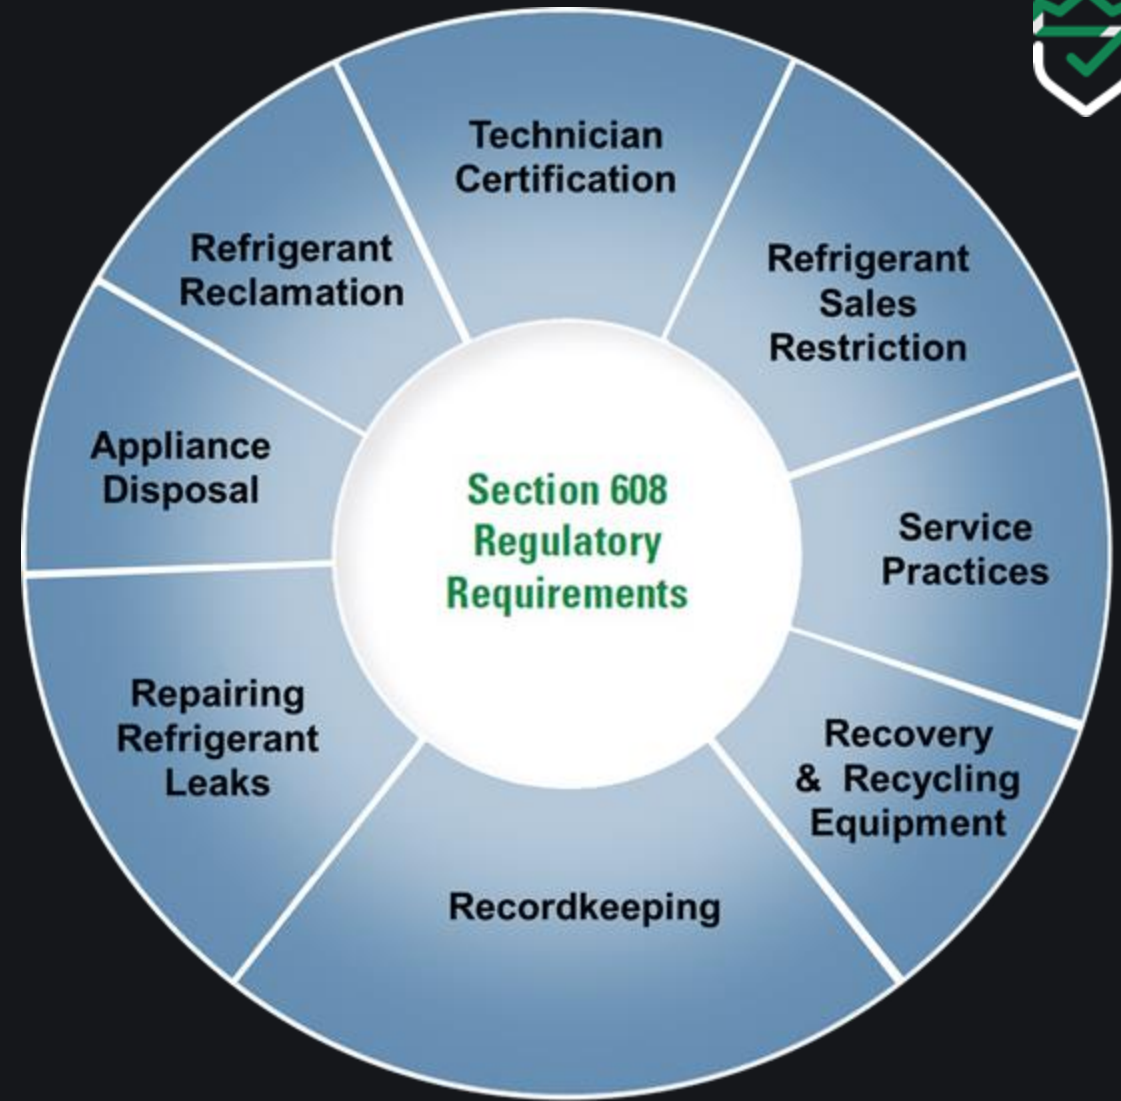 Technician
Certification
Refrigerant
Sales
Restriction
Service
Practices
Recovery
& Recycling
Equipment
Recordkeeping
Repairing
Refrigerant
Leaks
Appliance
Disposal
Refrigerant
Reclamation
Section 608
Regulatory
Requirements